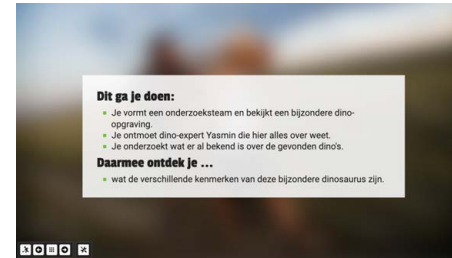 Dit ga je doen:
Je vormt een onderzoeksteam en bekijkt een bijzondere dino-
opgraving.
Je ontmoet dino-expert Yasmin die hier alles over weet.
Je onderzoekt wat er al bekend is over de gevonden dino's.
Daarmee ontdek je ...
wat de verschillende kenmerken van deze bijzondere dinosaurus zijn.